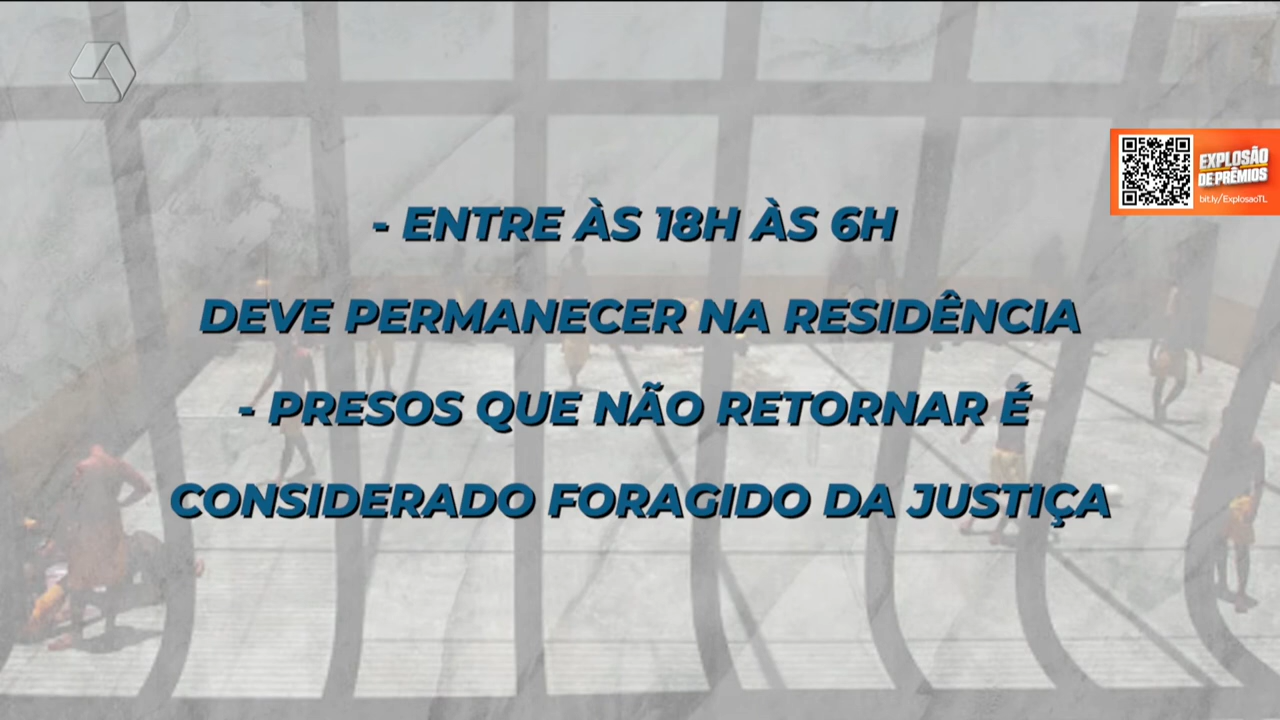 EXPLOSÃO
DE PRÊMIOS
bit.ly/ExplosaoTL
- ENTRE ÀS 18H ÀS 6H
DEVE PERMANECER NA RESIDÊNCIA
- PRESOS QUE NÃO RETORNAR É
CONSIDERADO FORAGIDO DA JUSTIÇA